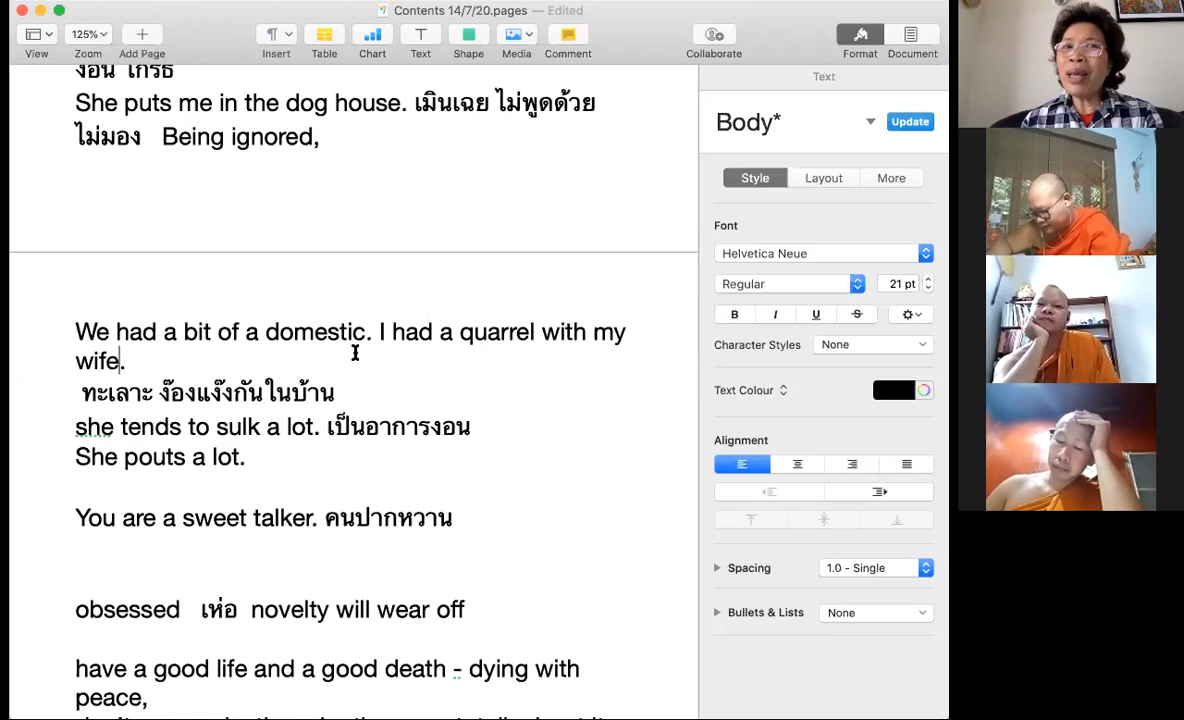 Contents 14/7/20.pages — Edited
125%
View
Zoom
Add Page
Insert
Table
Chart
Text
Shape
Media
Comment
Collaborate
Format
Document
งอน โกรธ
She puts me in the dog house. เมินเฉย ไม่พูดด้วย
ไม่มอง Being ignored,
We had a bit of a domestic. I had a quarrel with my
wife.
ทะเลาะ ง๊องแง๊งกันในบ้าน
she tends to sulk a lot. เป็นอาการงอน
She pouts a lot.
You are a sweet talker. คนปากหวาน
obsessed เห่อ novelty will wear off
have a good life and a good death - dying with
peace,
Text
Body*
Update
Style
Layout
More
Font
Helvetica Neue
Regular
21 pt
B I U S
Character Styles
None
Text Colour
Alignment
Spacing
1.0 - Single
Bullets & Lists
None